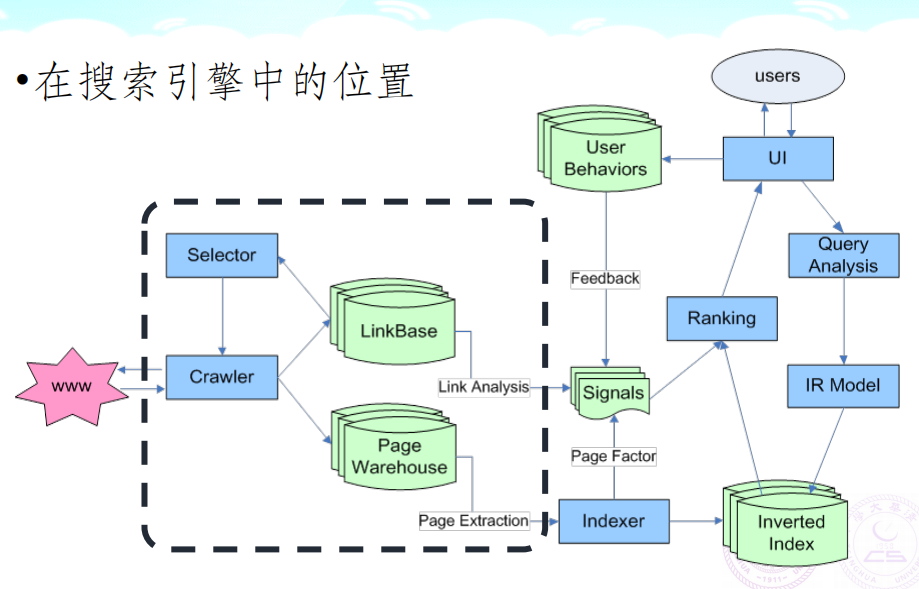 •在搜索引擎中的位置
users
User
Behaviors
UI
Selector
Query
Analysis
Feedback
LinkBase
Ranking
www
Crawler
Link Analysis
Signals
IR Model
Page
Warehouse
Page Factor
Page Extraction
Indexer
Inverted
Index